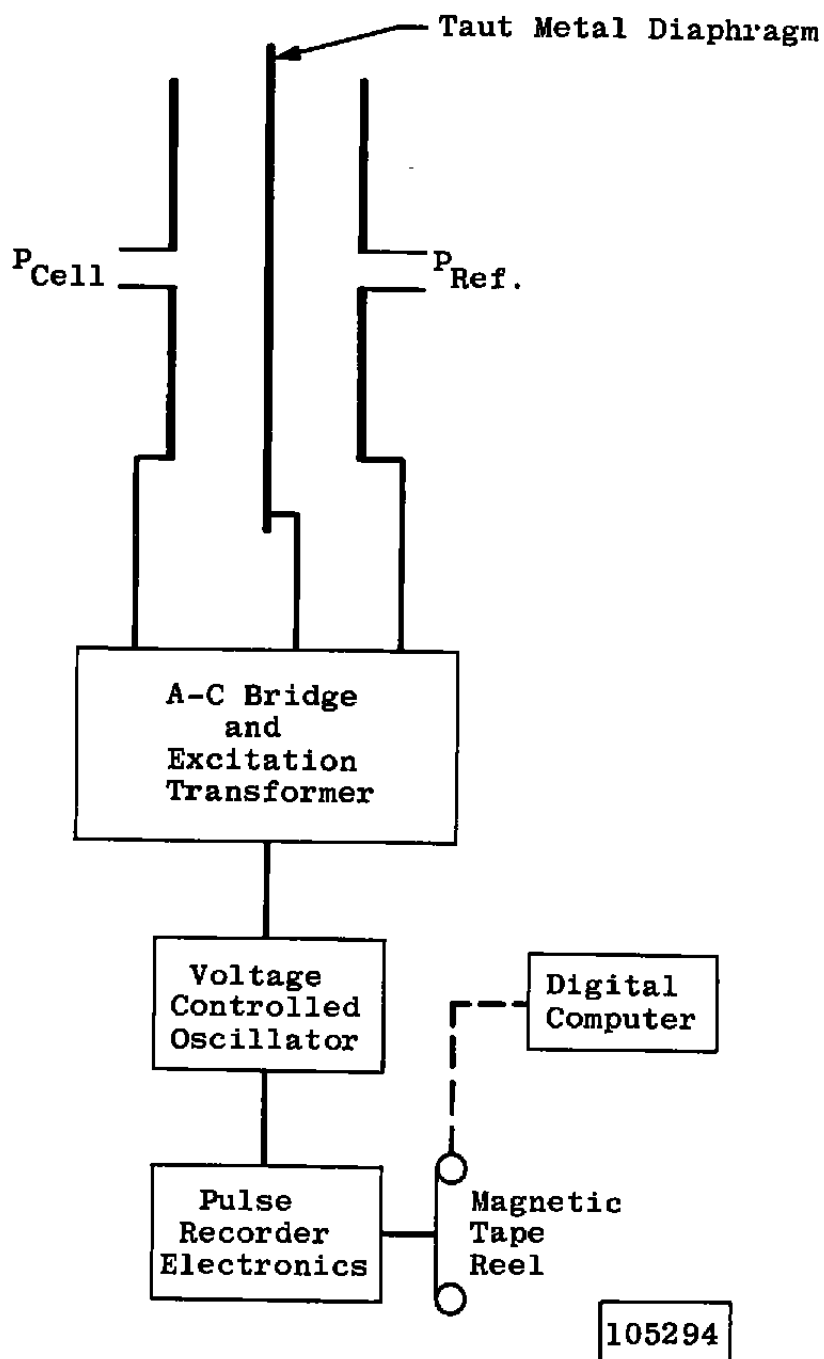 Taut Metal Diaphragm
PCell
PRef.
A-C Bridge
and
Excitation
Transformer
Voltage
Controlled
Oscillator
Digital
Computer
Pulse
Recorder
Electronics
Magnetic
Tape
Reel
105294